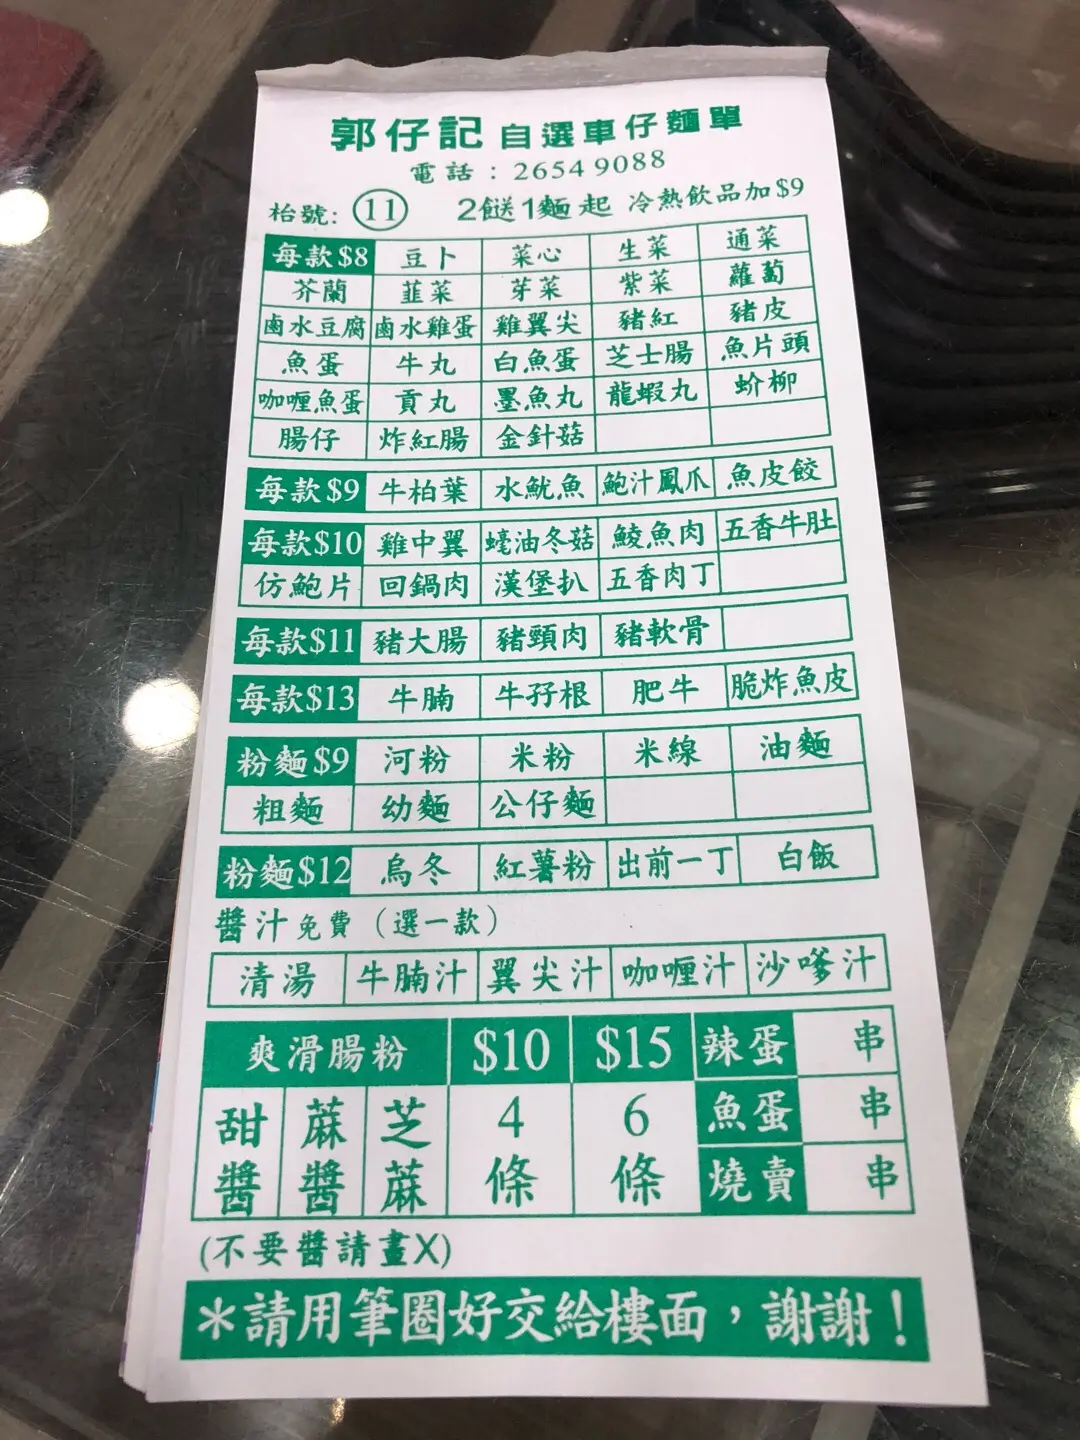 郭仔記自選車仔麵單
電話：2654 9088
枱號: 11 2餸1麵起 冷熱飲品加$9
每款$8 豆卜 菜心 生菜 通菜
芥蘭 韮菜 芽菜 紫菜 蘿蔔
鹵水豆腐 鹵水雞蛋 雞翼尖 豬紅 豬皮
魚蛋 牛丸 白魚蛋 芝士腸 魚片頭
咖喱魚蛋 貢丸 墨魚丸 龍蝦丸 蚧柳
腸仔 炸紅腸 金針菇
每款$9 牛柏葉 水魷魚 鮑汁鳳爪 魚皮餃
每款$10 雞中翼 蠔油冬菇 鯪魚肉 五香牛肚
仿鮑片 回鍋肉 漢堡扒 五香肉丁
每款$11 豬大腸 豬頸肉 豬軟骨
每款$13 牛腩 牛孖根 肥牛 脆炸魚皮
粉麵$9 河粉 米粉 米線 油麵
粗麵 幼麵 公仔麵
粉麵$12 烏冬 紅薯粉 出前一丁 白飯
醬汁免費（選一款）
清湯 牛腩汁 翼尖汁 咖喱汁 沙嗲汁
爽滑腸粉 $10 $15 辣蛋 串
甜醬 蔴醬 芝蔴 4條 6條 魚蛋 串
燒賣 串
(不要醬請畫X)
＊請用筆圈好交給樓面，謝謝！